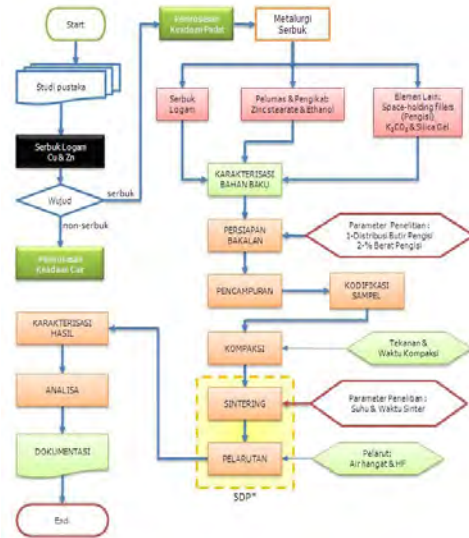 Start
Studi pustaka
Serbuk Logam
Cu & Zn
Wujud
serbuk
non-serbuk
Pemrosesan
Keadaan Cair
Pemrosesan
Keadaan Padat
Metalurgi
Serbuk
Serbuk
Logam
Pelumas & Pengikat:
Zinc stearate & Ethanol
Elemen Lain:
Space-holding fillers
(Pengisi),
K₂CO₃ & Silica Gel
KARAKTERISASI
BAHAN BAKU
PERSIAPAN
BAKALAN
Parameter Penelitian :
1-Distribusi Butir Pengisi
2-% Berat Pengisi
PENCAMPURAN
KODIFIKASI
SAMPEL
KOMPAKSI
Tekanan &
Waktu Kompaksi
SINTERING
Parameter Penelitian :
Suhu & Waktu Sinter
PELARUTAN
Pelarut:
Air hangat & HF
SDP*
KARAKTERISASI
HASIL
ANALISA
DOKUMENTASI
End